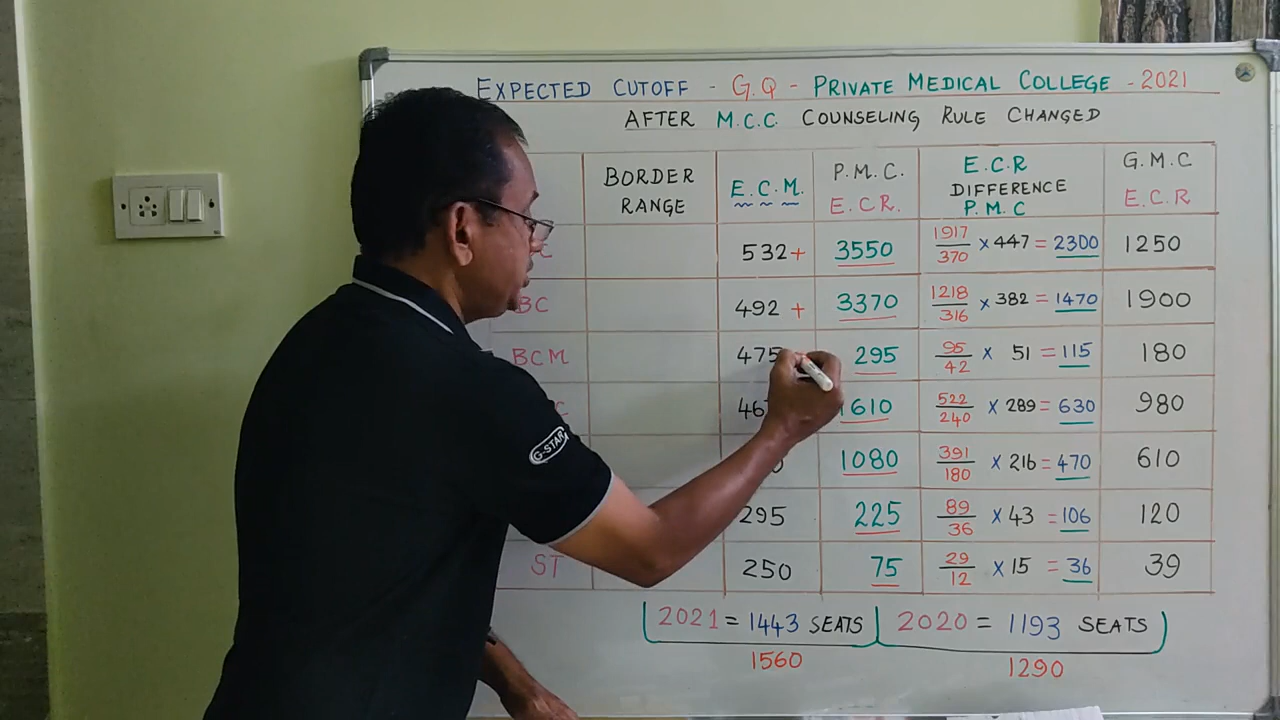 EXPECTED CUTOFF - G.Q - PRIVATE MEDICAL COLLEGE - 2021
AFTER M.C.C COUNSELING RULE CHANGED
BORDER RANGE E.C.M. P.M.C. E.C.R. E.C.R DIFFERENCE P.M.C G.M.C E.C.R
532+ 3550 1917/370 × 447 = 2300 1250
BC 492 + 3370 1218/316 × 382 = 1470 1900
BCM 475 295 95/42 × 51 = 115 180
1610 522/240 × 289 = 630 980
1080 391/180 × 216 = 470 610
295 225 89/36 × 43 = 106 120
ST 250 75 29/12 × 15 = 36 39
2021 = 1443 SEATS 2020 = 1193 SEATS
1560 1290
G-STAR